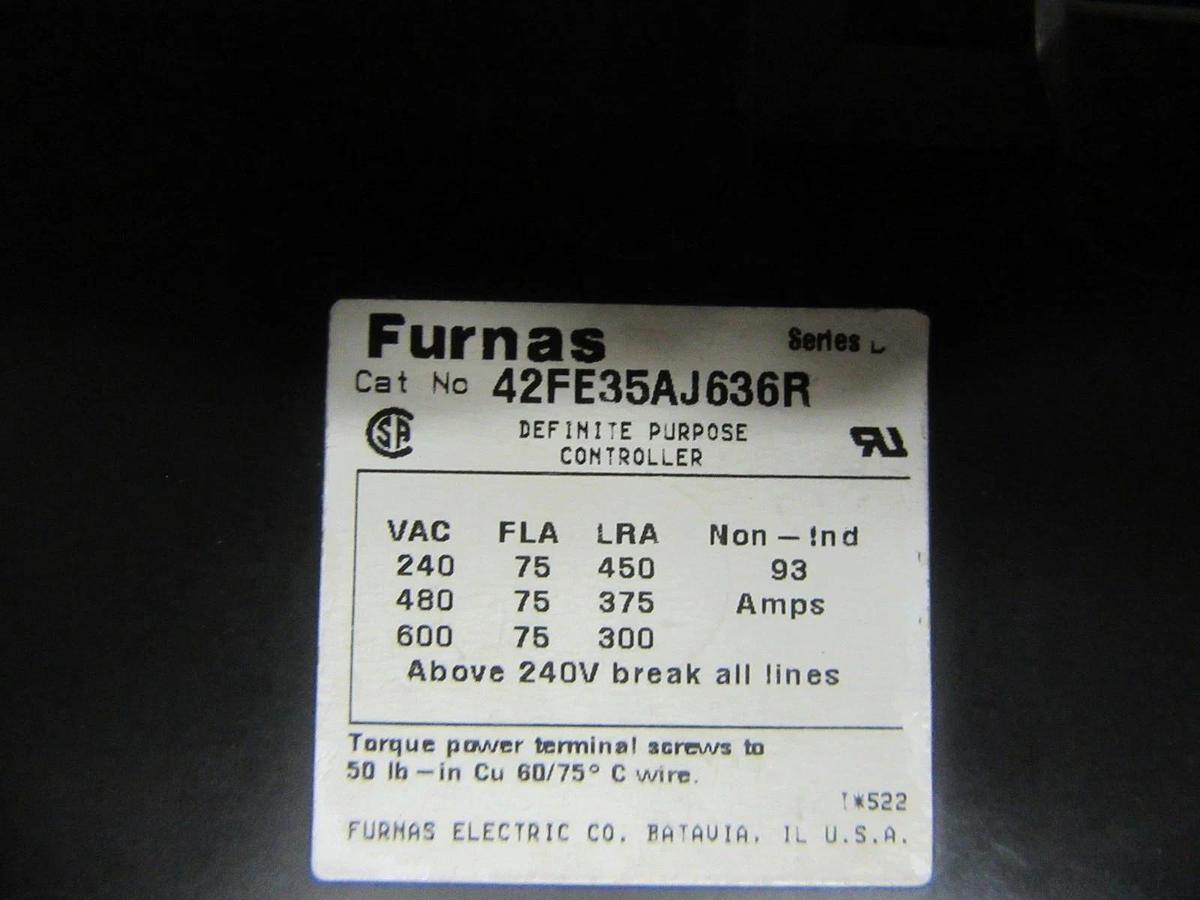 Furnas
Series
Cat No 42FE35AJ636R
DEFINITE PURPOSE
CONTROLLER
VAC FLA LRA Non-Ind
240 75 450 93
480 75 375 Amps
600 75 300
Above 240V break all lines
Torque power terminal screws to
50 lb-in Cu 60/75° C wire.
FURNAS ELECTRIC CO. BATAVIA, IL U.S.A.